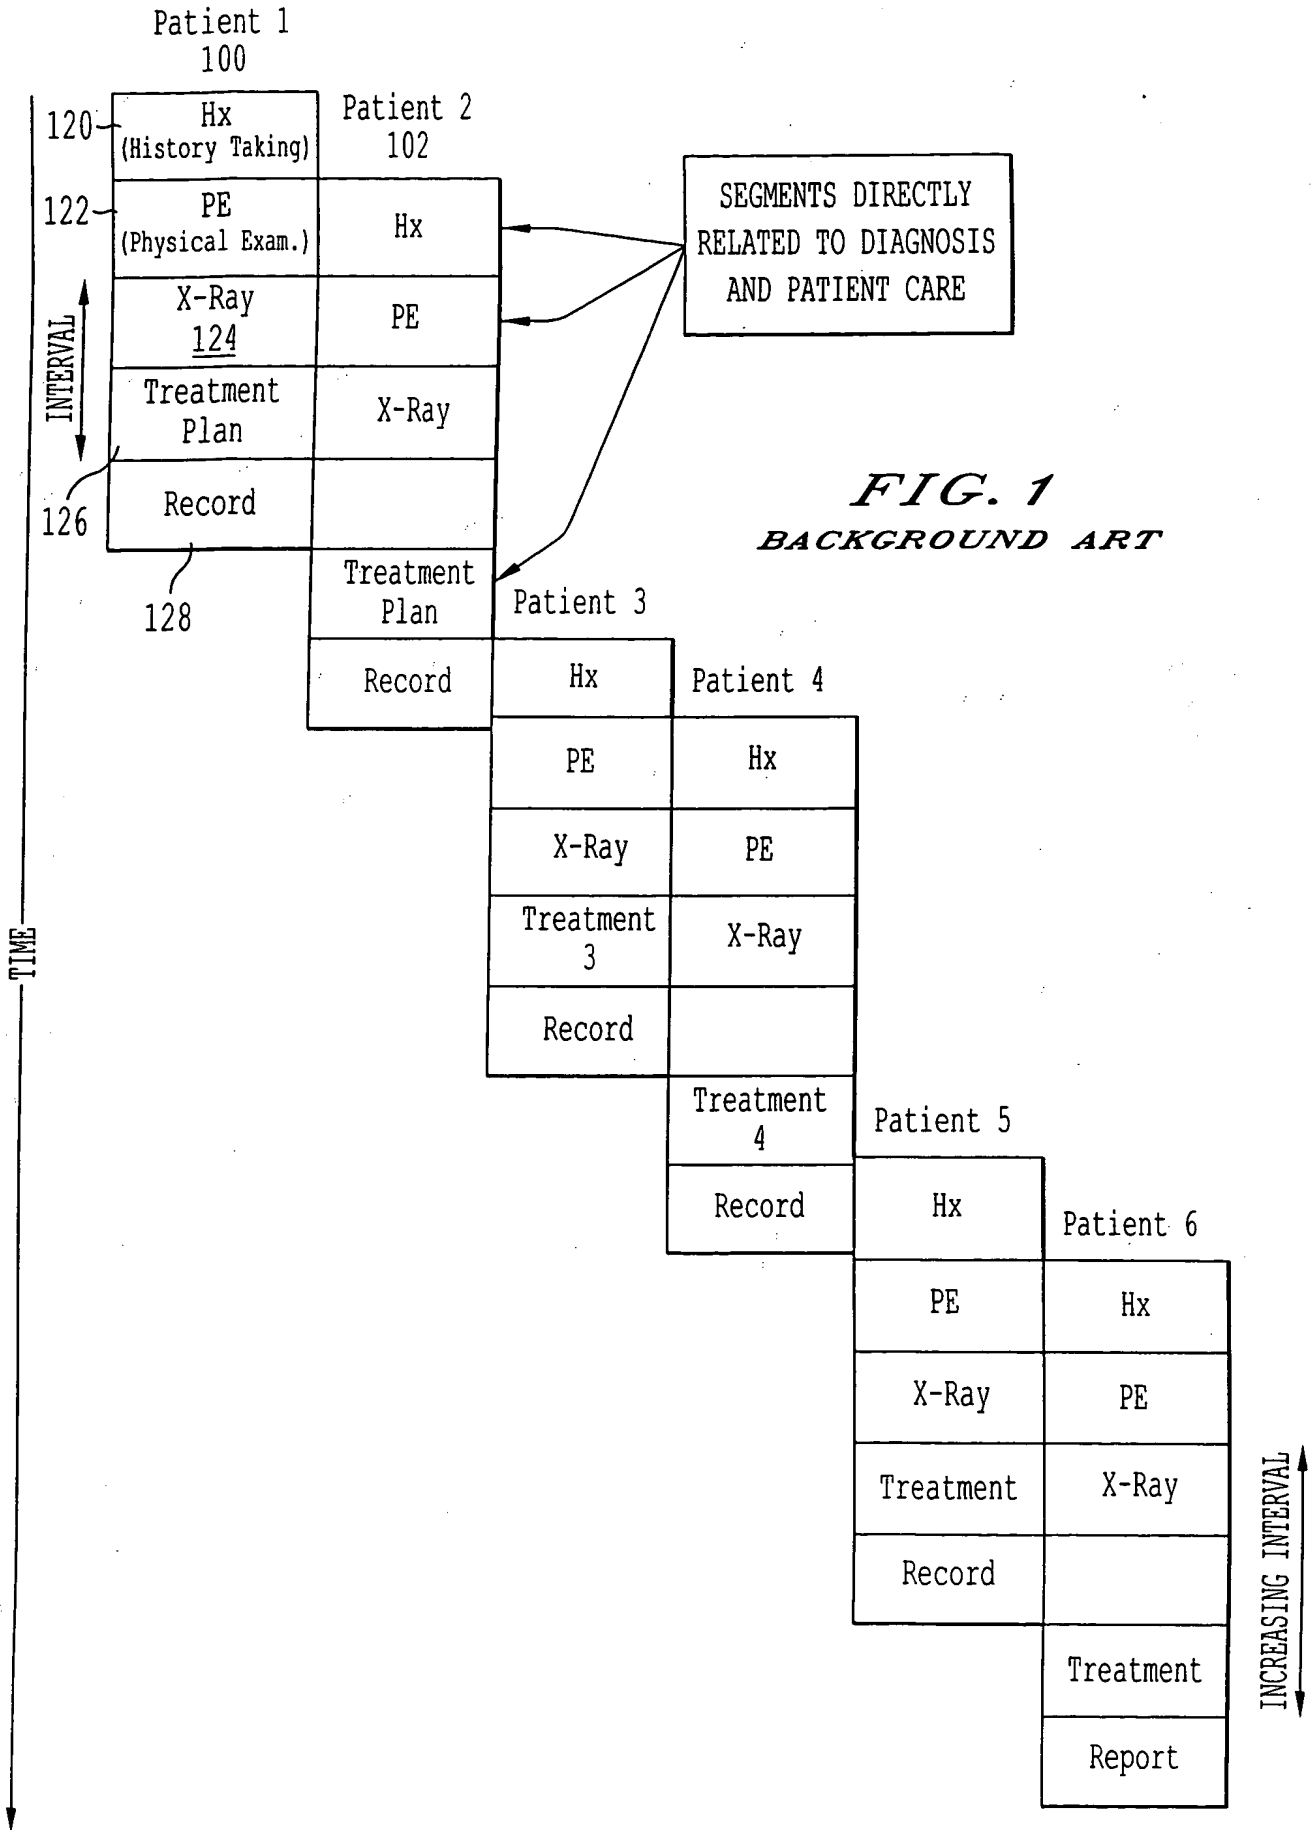 Patient 1
100
120
Hx
(History Taking)
Patient 2
102
122
PE
(Physical Exam.)
Hx
SEGMENTS DIRECTLY
RELATED TO DIAGNOSIS
AND PATIENT CARE
INTERVAL
X-Ray
124
PE
Treatment
Plan
X-Ray
126
Record
128
FIG. 1
BACKGROUND ART
Treatment
Plan
Patient 3
Record
Hx
Patient 4
PE
Hx
X-Ray
PE
TIME
Treatment
3
X-Ray
Record
Treatment
4
Patient 5
Record
Hx
Patient 6
PE
Hx
X-Ray
PE
Treatment
X-Ray
INCREASING INTERVAL
Record
Treatment
Report